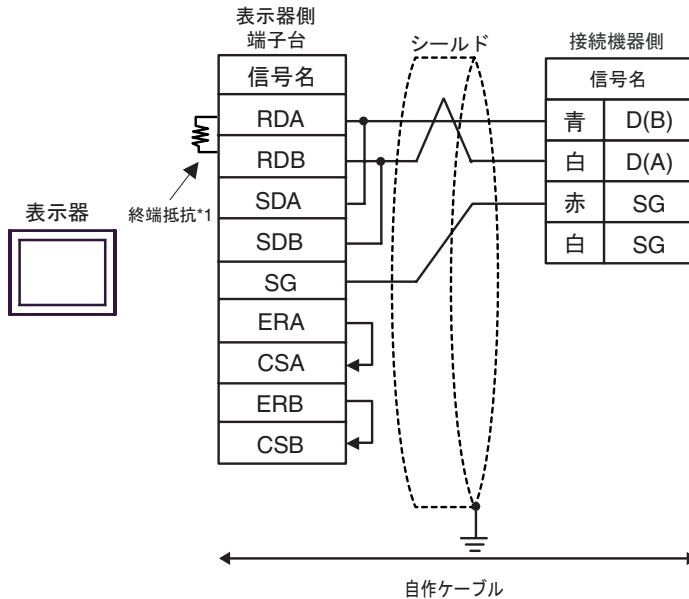 表示器側
端子台
シールド
接続機器側
信号名
信号名
RDA
青 D(B)
RDB
白 D(A)
SDA
赤 SG
SDB
白 SG
SG
ERA
CSA
ERB
CSB
終端抵抗*1
表示器
自作ケーブル